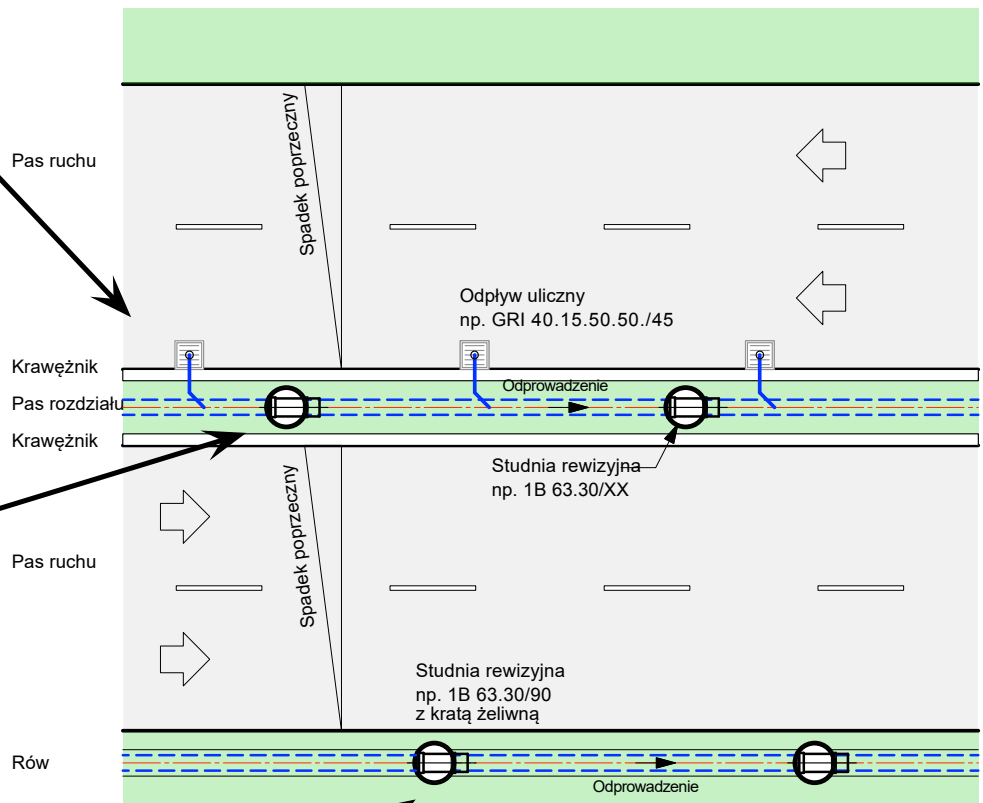 Pas ruchu
Spadek poprzeczny
Odpływ uliczny
np. GRI 40.15.50.50./45
Krawężnik
Pas rozdziału
Odprowadzenie
Krawężnik
Studnia rewizyjna
np. 1B 63.30/XX
Spadek poprzeczny
Pas ruchu
Studnia rewizyjna
np. 1B 63.30/90
z kratą żeliwną
Rów
Odprowadzenie